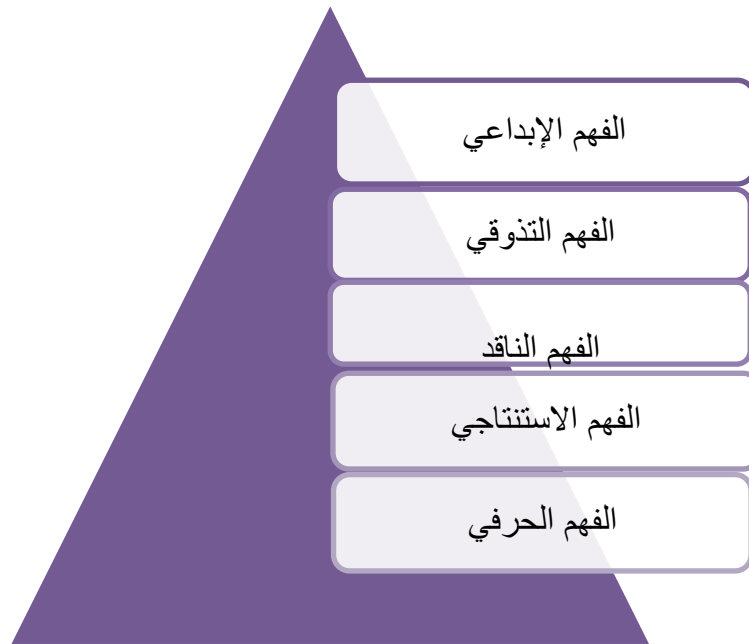 الفهم الإبداعي
الفهم التذوقي
الفهم الناقد
الفهم الاستنتاجي
الفهم الحرفي